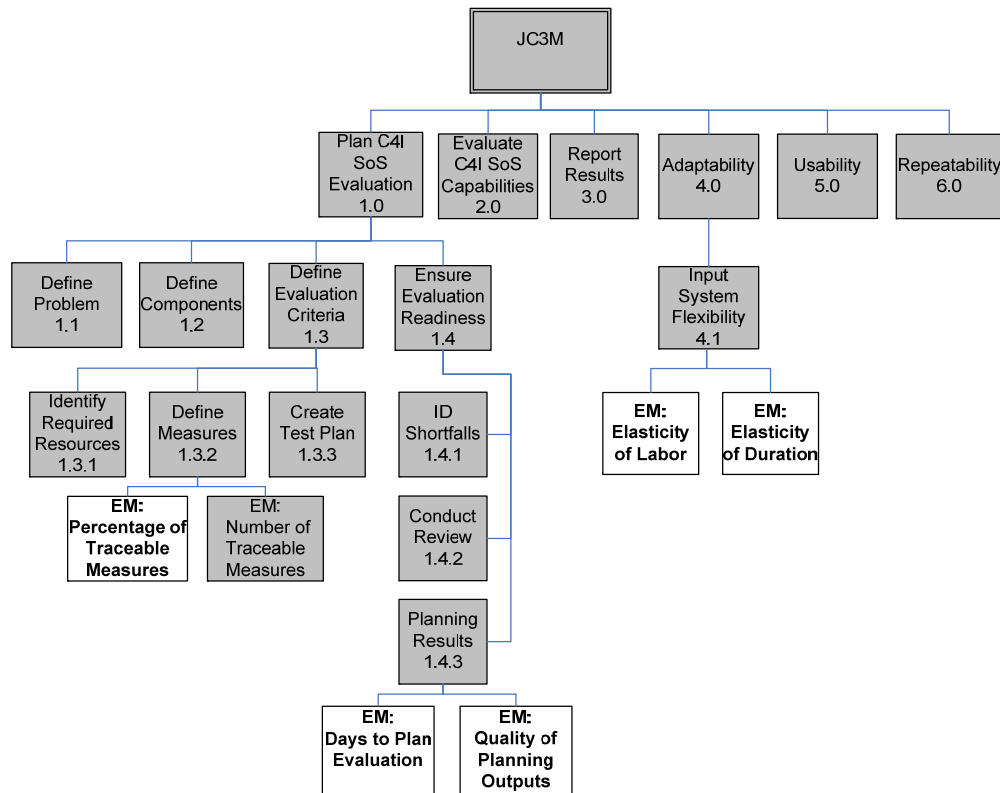 JC3M
Plan C4I
SoS
Evaluation
1.0
Evaluate
C4I SoS
Capabilities
2.0
Report
Results
3.0
Adaptability
4.0
Usability
5.0
Repeatability
6.0
Define
Problem
1.1
Define
Components
1.2
Define
Evaluation
Criteria
1.3
Ensure
Evaluation
Readiness
1.4
Input
System
Flexibility
4.1
Identify
Required
Resources
1.3.1
Define
Measures
1.3.2
Create
Test Plan
1.3.3
ID
Shortfalls
1.4.1
EM:
Elasticity
of Labor
EM:
Elasticity
of Duration
EM:
Percentage of
Traceable
Measures
EM:
Number of
Traceable
Measures
Conduct
Review
1.4.2
Planning
Results
1.4.3
EM:
Days to Plan
Evaluation
EM:
Quality of
Planning
Outputs